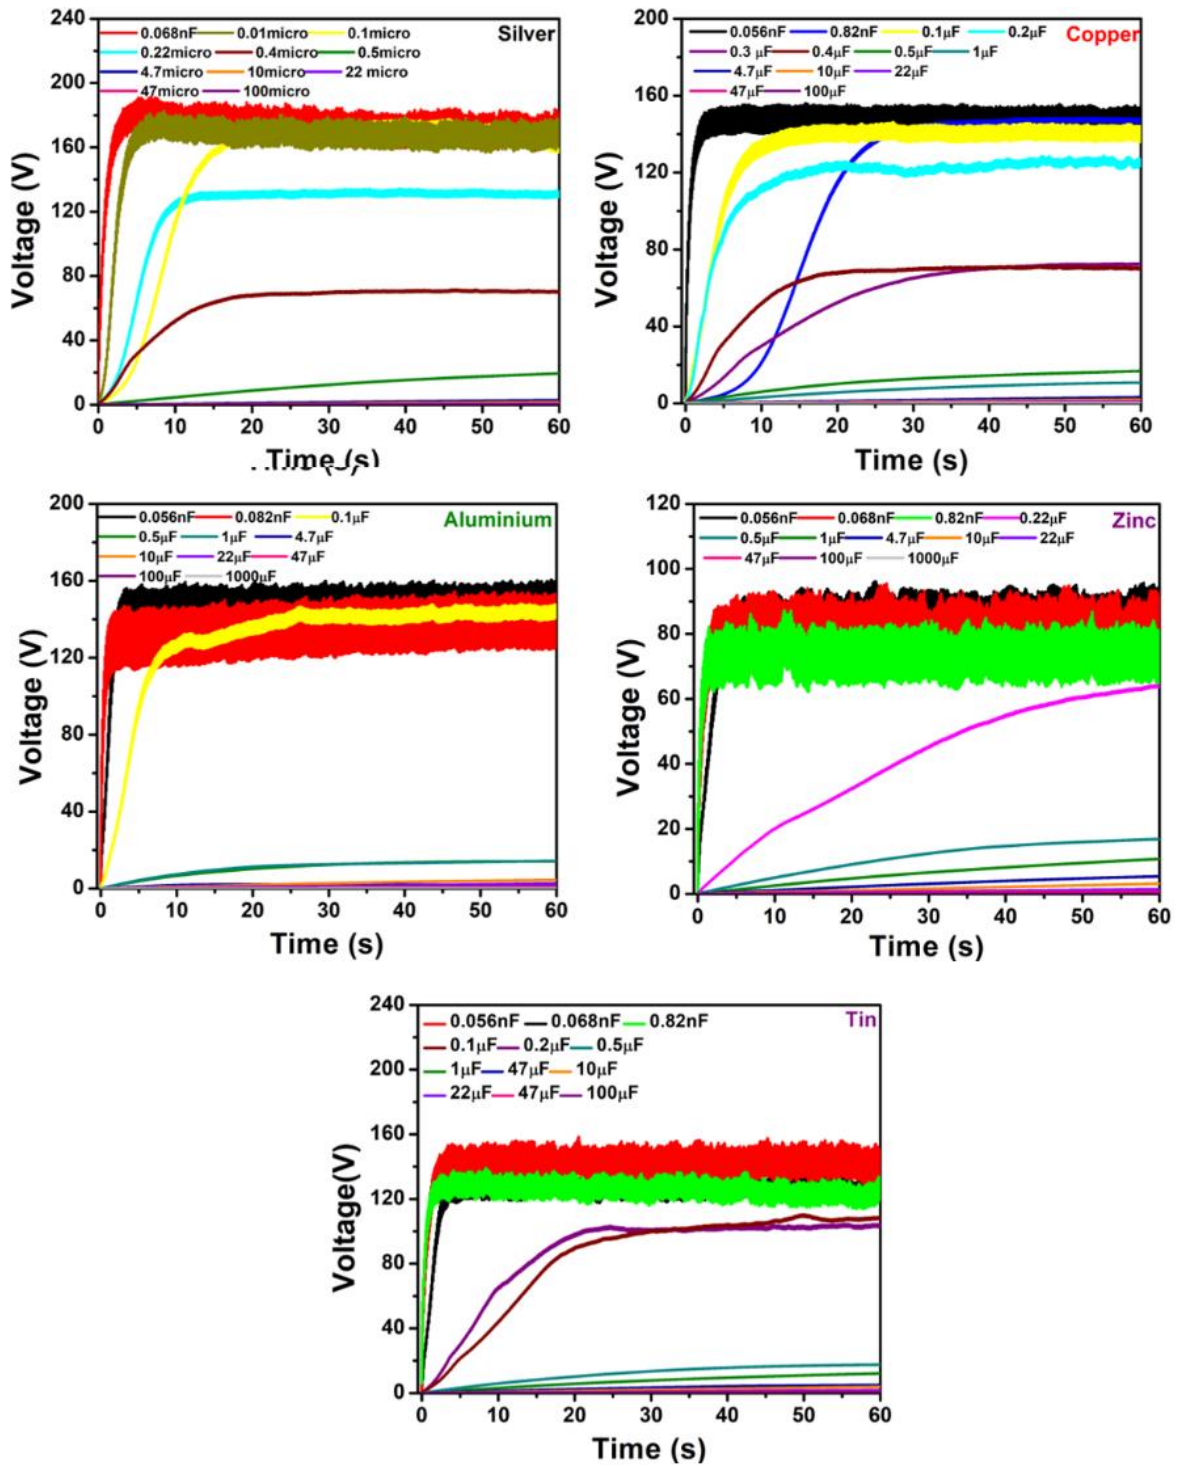 Silver
0.068nF 0.01micro 0.1micro
0.22micro 0.4micro 0.5micro
4.7micro 10micro 22 micro
47micro 100micro
240
200
160
120
80
40
0
Voltage (V)
0 10 20 30 40 50 60
Time (s)
Copper
0.056nF 0.82nF 0.1μF 0.2μF
0.3 μF 0.4μF 0.5μF 1μF
4.7μF 10μF 22μF
47μF 100μF
200
160
120
80
40
0
Voltage (V)
0 10 20 30 40 50 60
Time (s)
Aluminium
0.056nF 0.082nF 0.1μF
0.5μF 1μF 4.7μF
10μF 22μF 47μF
100μF 1000μF
200
160
120
80
40
0
Voltage (V)
0 10 20 30 40 50 60
Time (s)
Zinc
0.056nF 0.068nF 0.82nF 0.22μF
0.5μF 1μF 4.7μF 10μF 22μF
47μF 100μF 1000μF
120
100
80
60
40
20
0
Voltage (V)
0 10 20 30 40 50 60
Time (s)
Tin
0.056nF 0.068nF 0.82nF
0.1μF 0.2μF 0.5μF
1μF 47μF 10μF
22μF 47μF 100μF
240
200
160
120
80
40
0
Voltage(V)
0 10 20 30 40 50 60
Time (s)